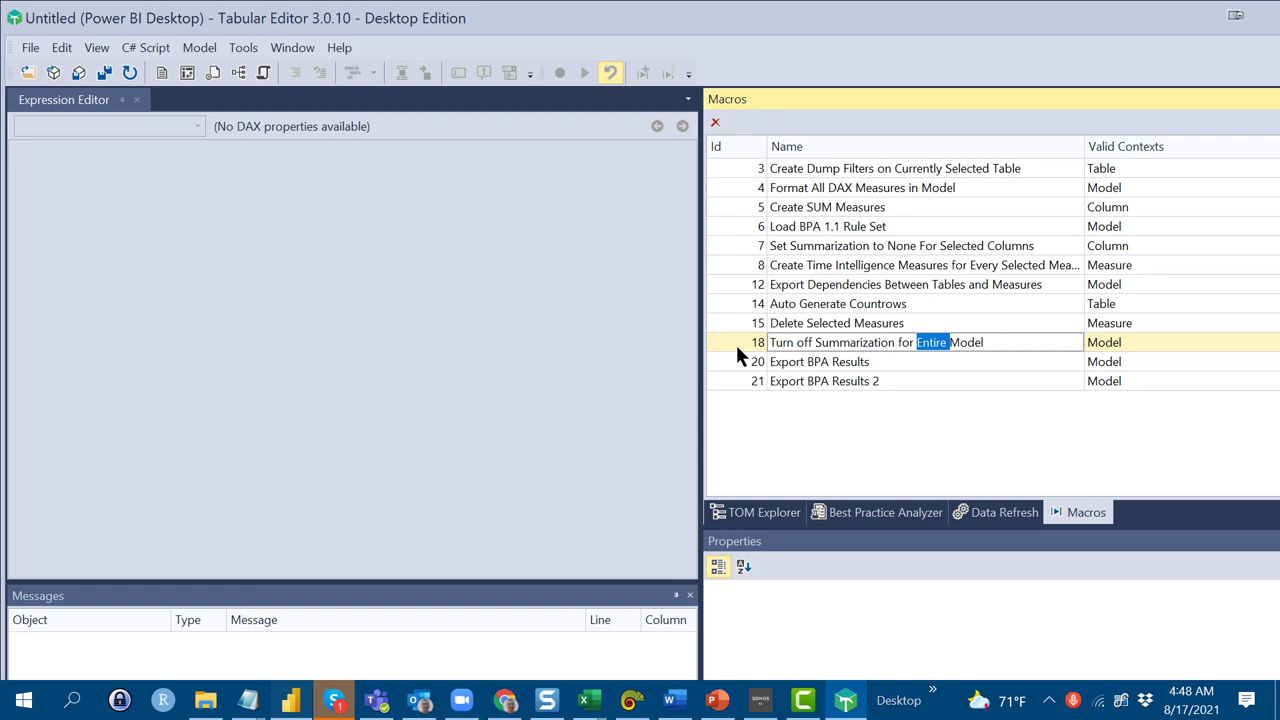 Untitled (Power BI Desktop) - Tabular Editor 3.0.10 - Desktop Edition
File Edit View C# Script Model Tools Window Help
Expression Editor
(No DAX properties available)
Macros
Id Name Valid Contexts
3 Create Dump Filters on Currently Selected Table Table
4 Format All DAX Measures in Model Model
5 Create SUM Measures Column
6 Load BPA 1.1 Rule Set Model
7 Set Summarization to None For Selected Columns Column
8 Create Time Intelligence Measures for Every Selected Mea... Measure
12 Export Dependencies Between Tables and Measures Model
14 Auto Generate Countrows Table
15 Delete Selected Measures Measure
18 Turn off Summarization for Entire Model Model
20 Export BPA Results Model
21 Export BPA Results 2 Model
TOM Explorer Best Practice Analyzer Data Refresh Macros
Properties
Messages
Object Type Message Line Column
Desktop
71°F
4:48 AM
8/17/2021